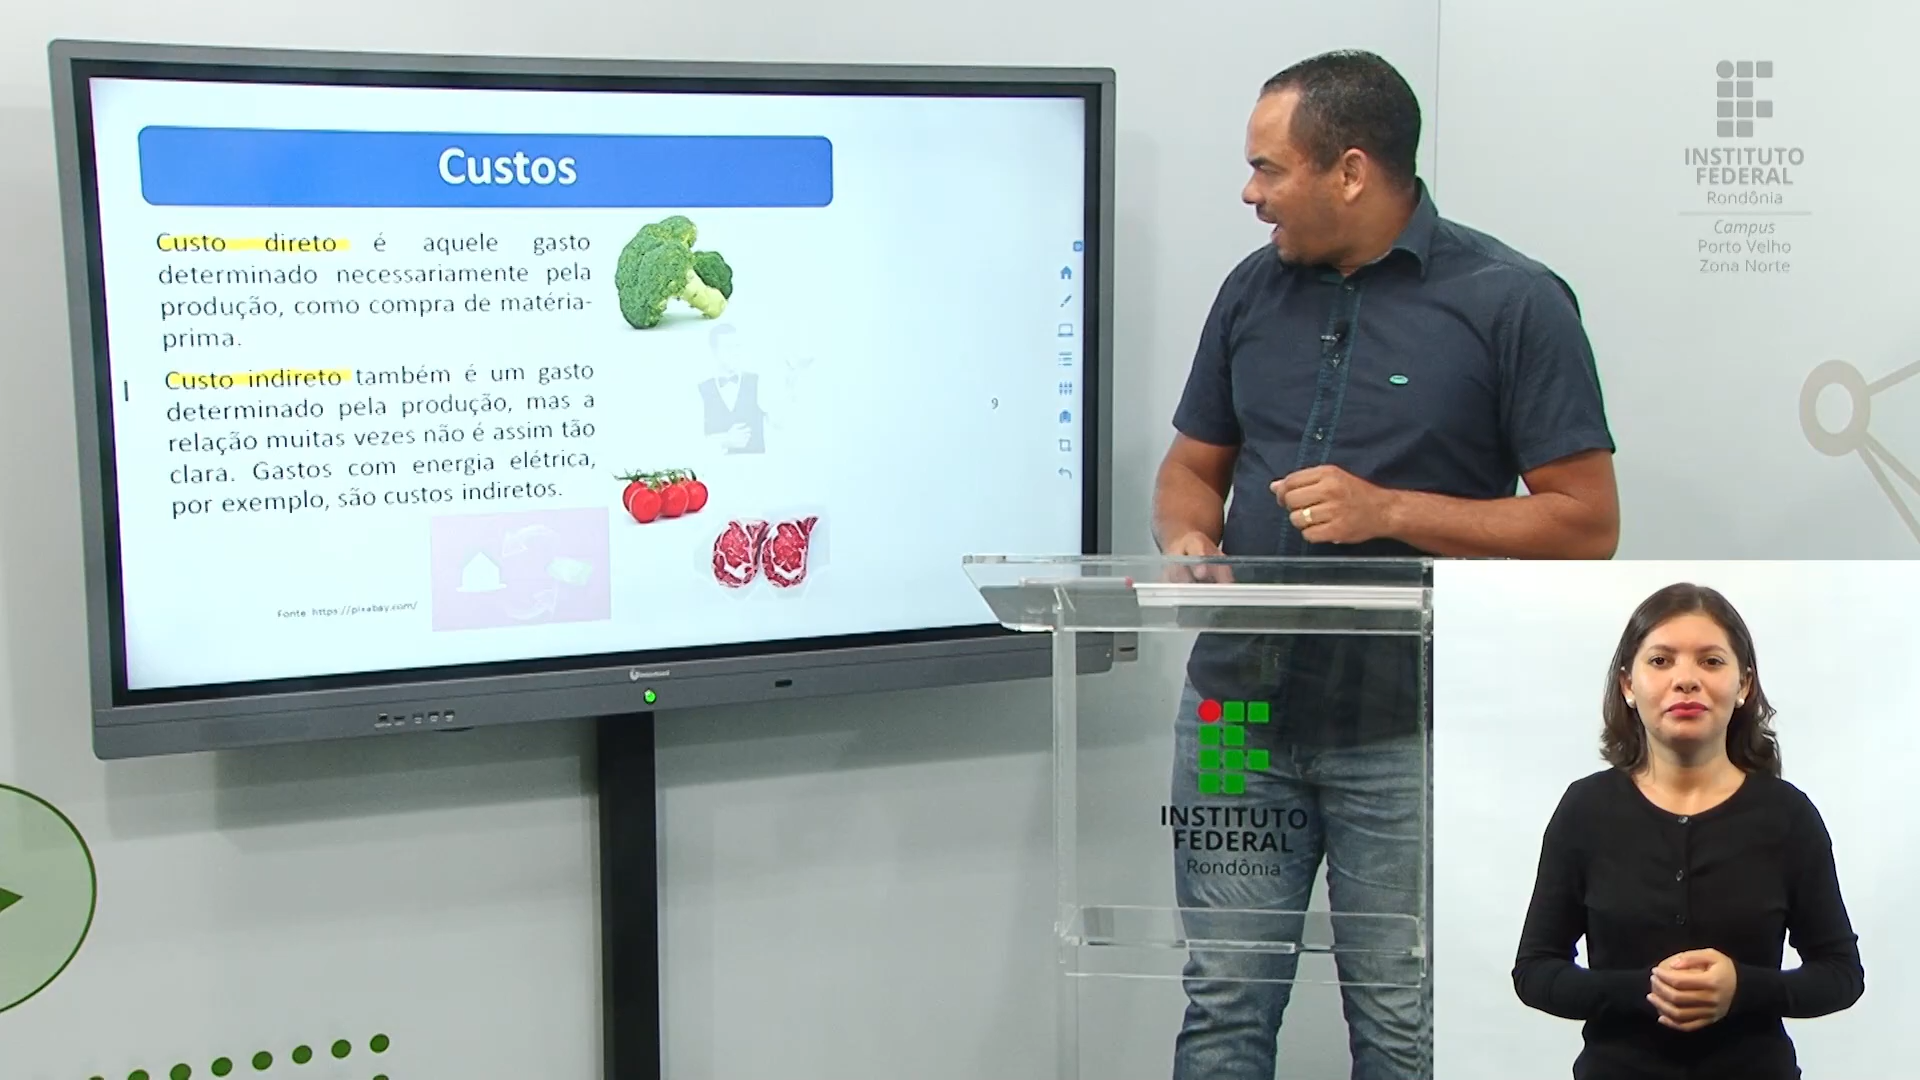 Custos
Custo direto é aquele gasto
determinado necessariamente pela
produção, como compra de matéria-
prima.
Custo indireto também é um gasto
determinado pela produção, mas a
relação muitas vezes não é assim tão
clara. Gastos com energia elétrica,
por exemplo, são custos indiretos.
Fonte: https://pixabay.com/
9
INSTITUTO
FEDERAL
Rondônia
Campus
Porto Velho
Zona Norte
INSTITUTO
FEDERAL
Rondônia